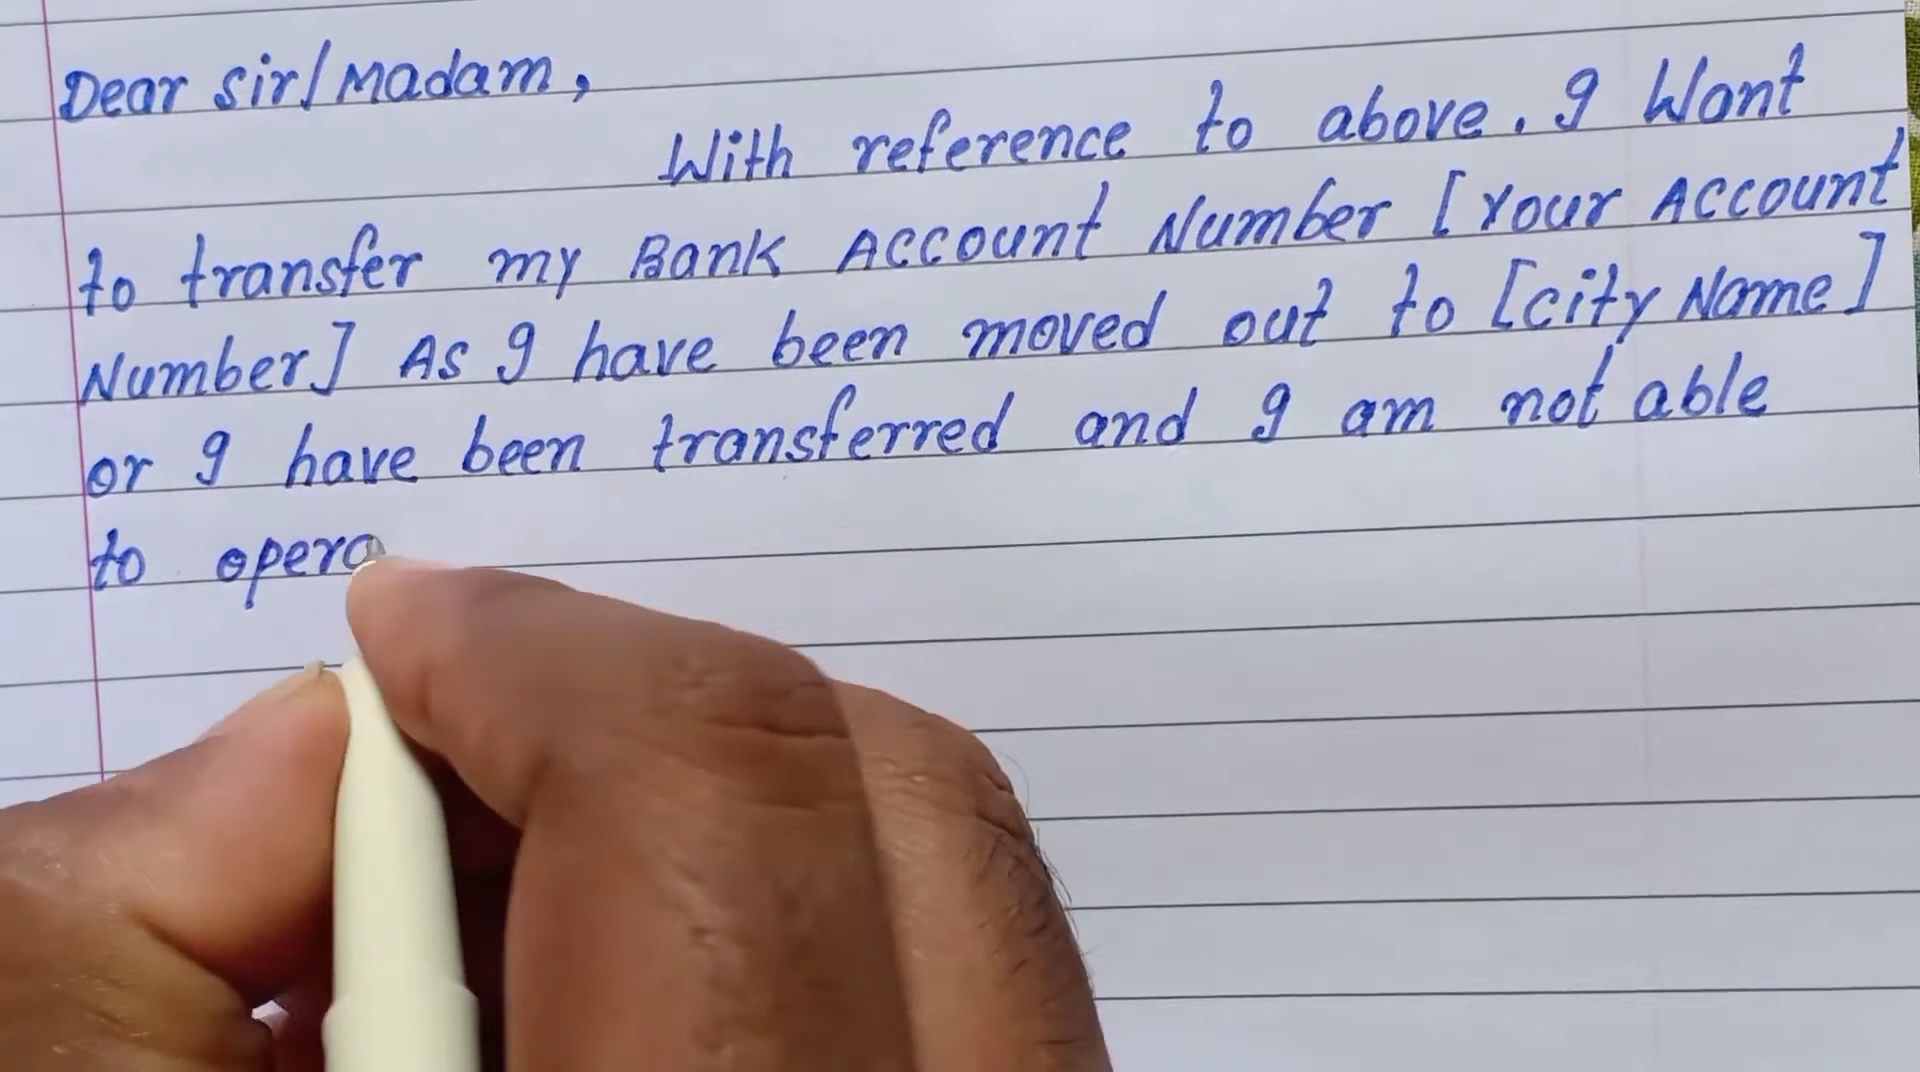 Dear Sir/Madam,
With reference to above. I Want
to transfer my Bank Account Number [Your Account
Number] As I have been moved out to [City Name]
or I have been transferred and I am not able
to opera